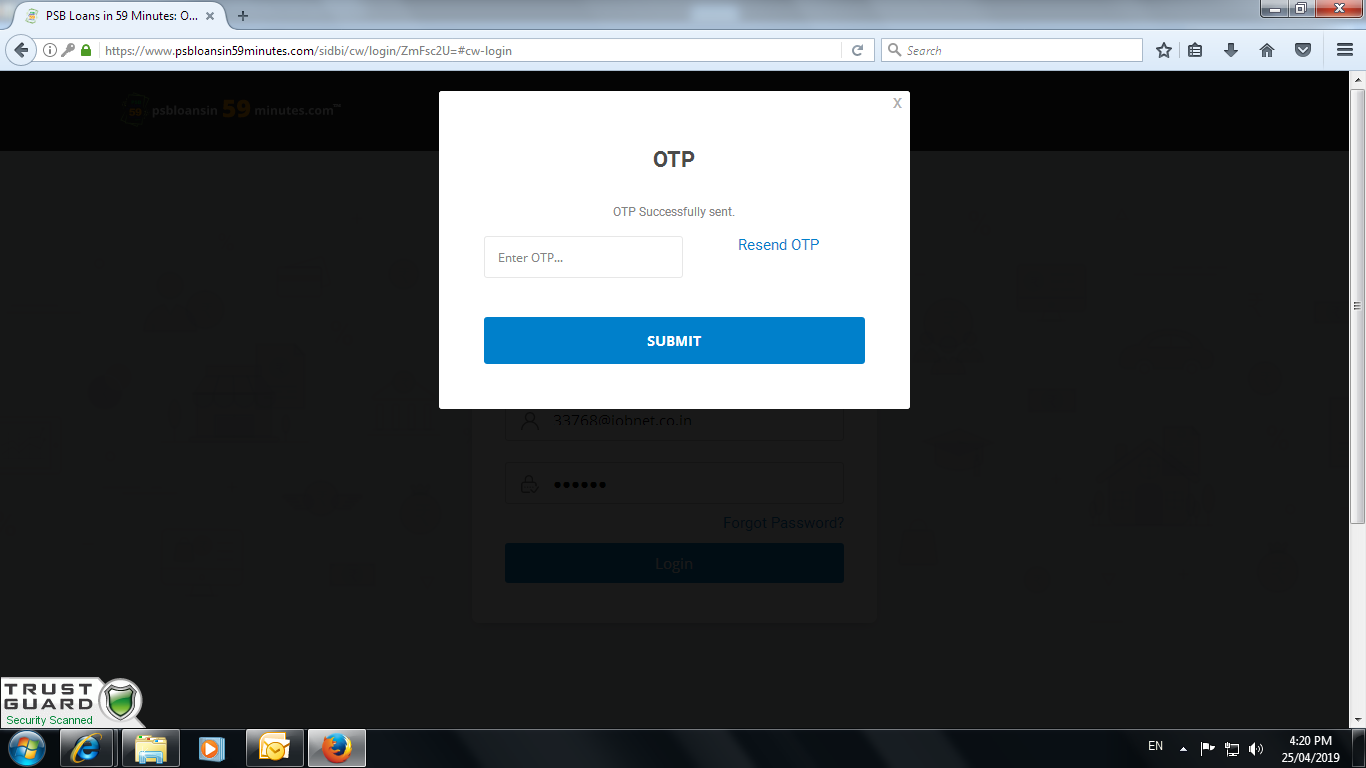 PSB Loans in 59 Minutes: O...
https://www.psbloansin59minutes.com/sidbi/cw/login/ZmFsc2U=#cw-login
Search
psbloansin 59 minutes.com™
X
OTP
OTP Successfully sent.
Enter OTP...
Resend OTP
SUBMIT
33768@iobnet.co.in
Forgot Password?
Login
TRUST
GUARD
Security Scanned
EN
4:20 PM
25/04/2019